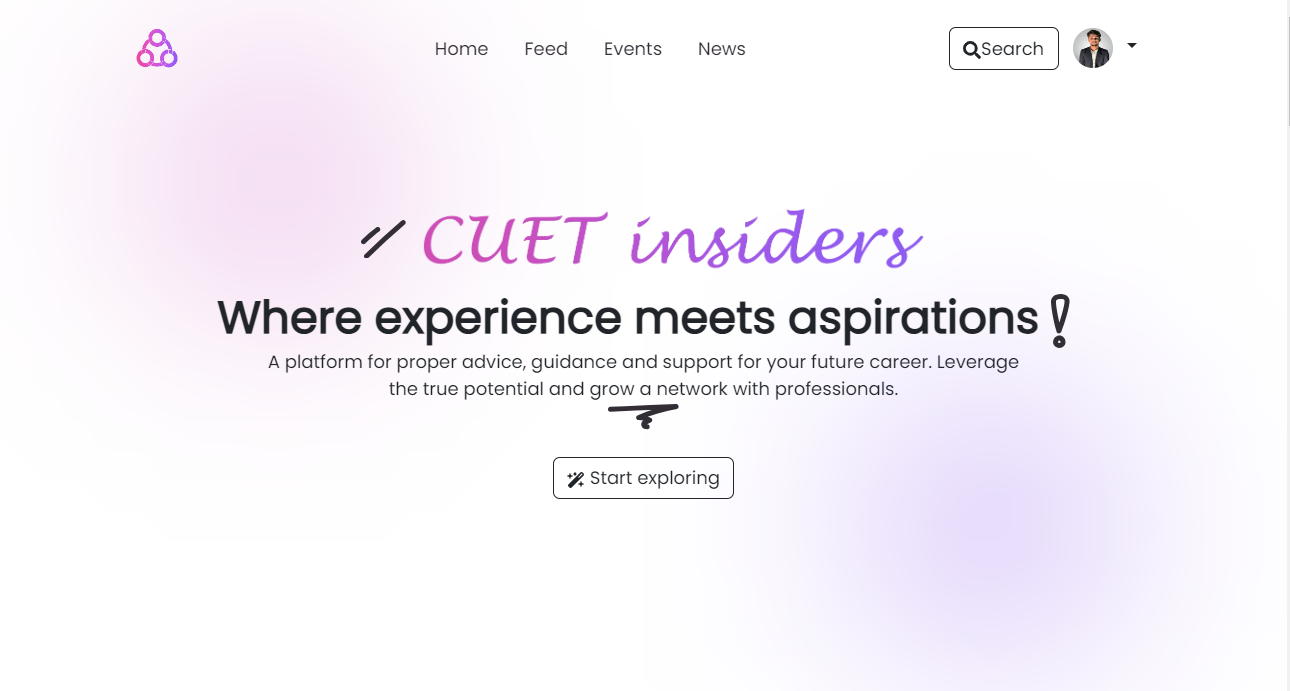 Home Feed Events News Search
CUET insiders
Where experience meets aspirations!
A platform for proper advice, guidance and support for your future career. Leverage
the true potential and grow a network with professionals.
Start exploring